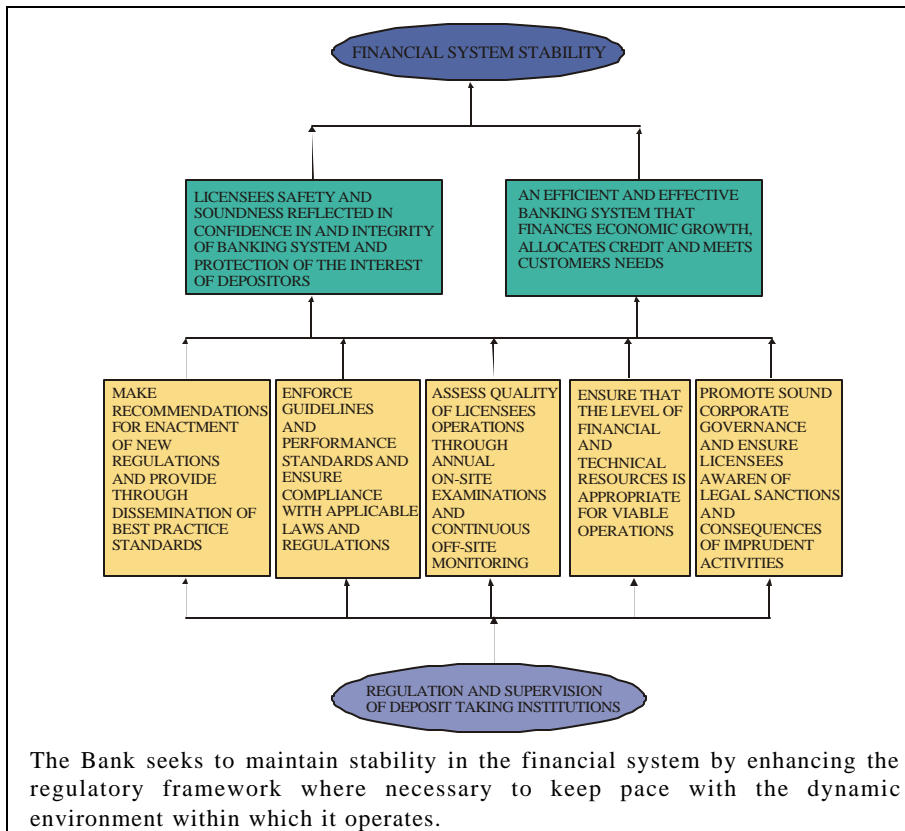 FINANCIAL SYSTEM STABILITY
LICENSEES SAFETY AND
SOUNDNESS REFLECTED IN
CONFIDENCE IN AND INTEGRITY
OF BANKING SYSTEM AND
PROTECTION OF THE INTEREST
OF DEPOSITORS
AN EFFICIENT AND EFFECTIVE
BANKING SYSTEM THAT
FINANCES ECONOMIC GROWTH,
ALLOCATES CREDIT AND MEETS
CUSTOMERS NEEDS
MAKE
RECOMMENDATIONS
FOR ENACTMENT
OF NEW
REGULATIONS
AND PROVIDE
THROUGH
DISSEMINATION OF
BEST PRACTICE
STANDARDS
ENFORCE
GUIDELINES
AND
PERFORMANCE
STANDARDS AND
ENSURE
COMPLIANCE
WITH APPLICABLE
LAWS AND
REGULATIONS
ASSESS QUALITY
OF LICENSEES
OPERATIONS
THROUGH
ANNUAL
ON-SITE
EXAMINATIONS
AND
CONTINUOUS
OFF-SITE
MONITORING
ENSURE THAT
THE LEVEL OF
FINANCIAL
AND
TECHNICAL
RESOURCES IS
APPROPRIATE
FOR VIABLE
OPERATIONS
PROMOTE SOUND
CORPORATE
GOVERNANCE
AND ENSURE
LICENSEES
AWAREN OF
LEGAL SANCTIONS
AND
CONSEQUENCES
OF IMPRUDENT
ACTIVITIES
REGULATION AND SUPERVISION
OF DEPOSIT TAKING INSTITUTIONS
The Bank seeks to maintain stability in the financial system by enhancing the
regulatory framework where necessary to keep pace with the dynamic
environment within which it operates.